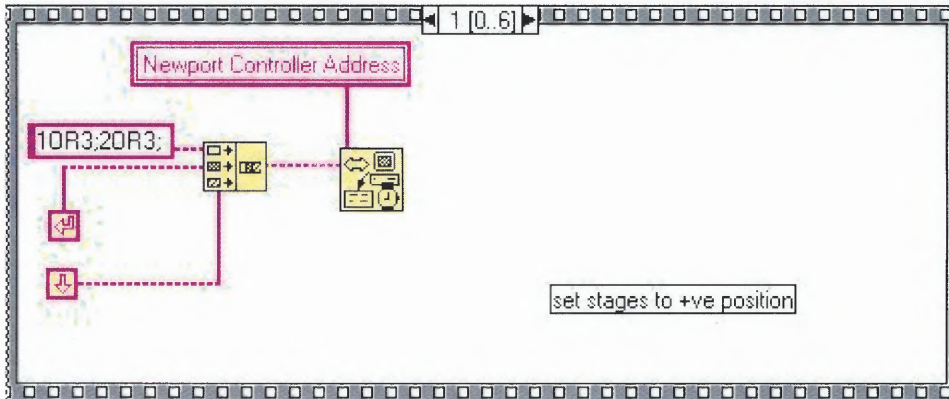 1 [0..6]
Newport Controller Address
1OR3;2OR3;
set stages to +ve position